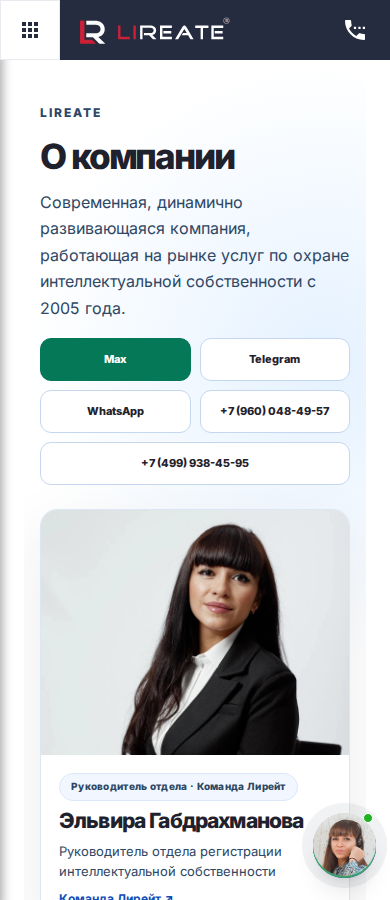 LIREATE®
LIREATE
О компании
Современная, динамично
развивающаяся компания,
работающая на рынке услуг по охране
интеллектуальной собственности с
2005 года.
Max
Telegram
WhatsApp
+7 (960) 048-49-57
+7 (499) 938-45-95
Руководитель отдела · Команда Лирейт
Эльвира Габдрахманова
Руководитель отдела регистрации
интеллектуальной собственности
Команда Лирейт ↗